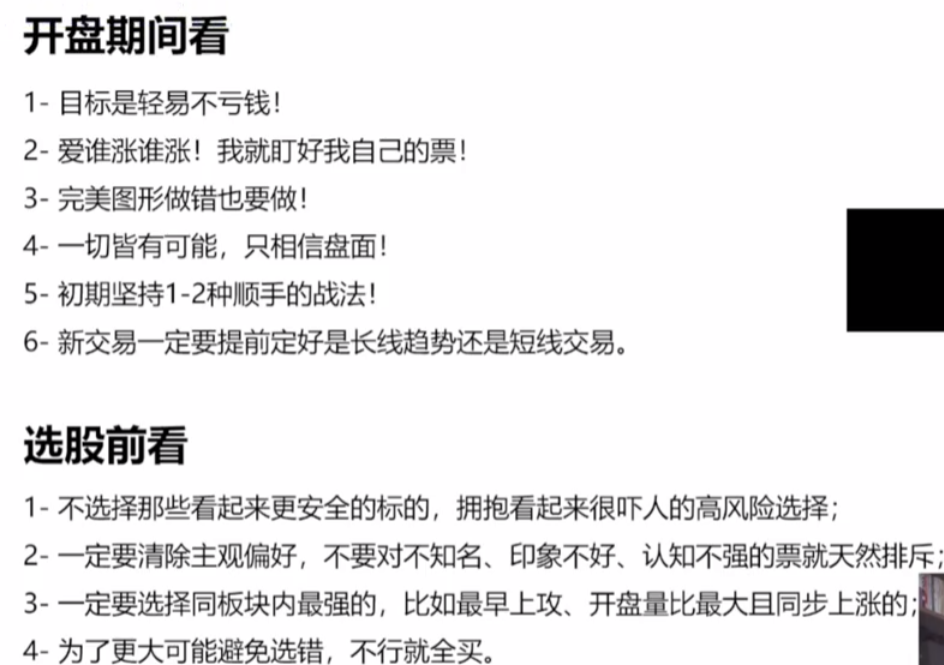 开盘期间看
1- 目标是轻易不亏钱！
2- 爱谁涨谁涨！我就盯好我自己的票！
3- 完美图形做错也要做！
4- 一切皆有可能，只相信盘面！
5- 初期坚持1-2种顺手的战法！
6- 新交易一定要提前定好是长线趋势还是短线交易。
选股前看
1- 不选择那些看起来更安全的标的，拥抱看起来很吓人的高风险选择；
2- 一定要清除主观偏好，不要对不知名、印象不好、认知不强的票就天然排斥；
3- 一定要选择同板块内最强的，比如最早上攻、开盘量比最大且同步上涨的；
4- 为了更大可能避免选错，不行就全买。